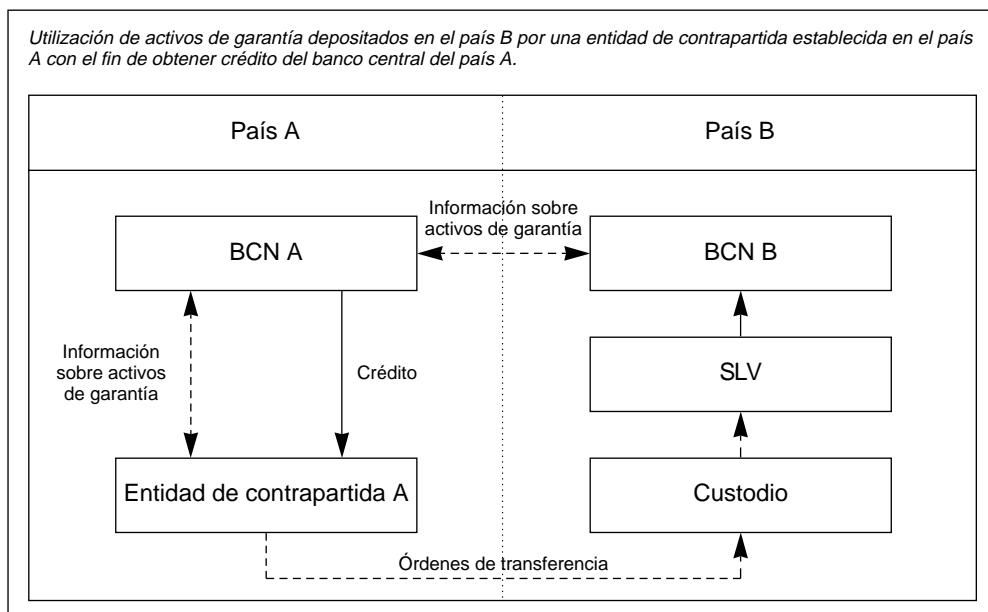 Utilización de activos de garantía depositados en el país B por una entidad de contrapartida establecida en el país
A con el fin de obtener crédito del banco central del país A.
País A
País B
Información sobre
activos de garantía
BCN A
BCN B
Información
sobre activos
de garantía
Crédito
SLV
Entidad de contrapartida A
Custodio
Órdenes de transferencia